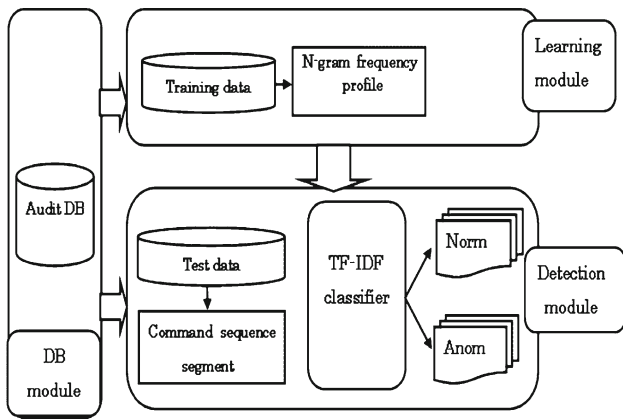 Learning
module
N-gram frequency
profile
Training data
Audit DB
DB
module
Test data
Command sequence
segment
TF-IDF
classifier
Norm
Anom
Detection
module